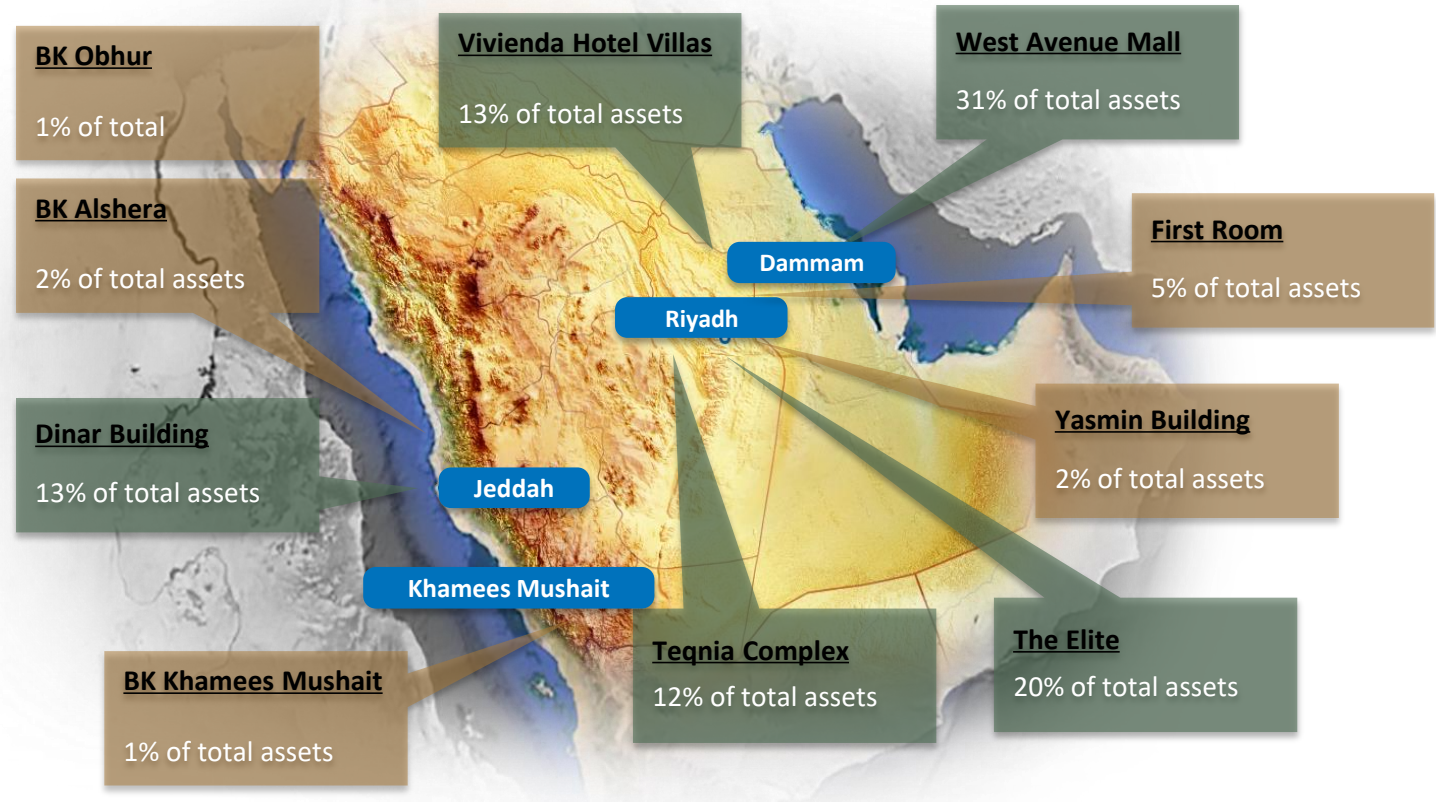 BK Obhur
1% of total
Vivienda Hotel Villas
13% of total assets
West Avenue Mall
31% of total assets
BK Alshera
2% of total assets
First Room
5% of total assets
Dammam
Riyadh
Dinar Building
13% of total assets
Yasmin Building
2% of total assets
Jeddah
Khamees Mushait
BK Khamees Mushait
1% of total assets
Teqnia Complex
12% of total assets
The Elite
20% of total assets